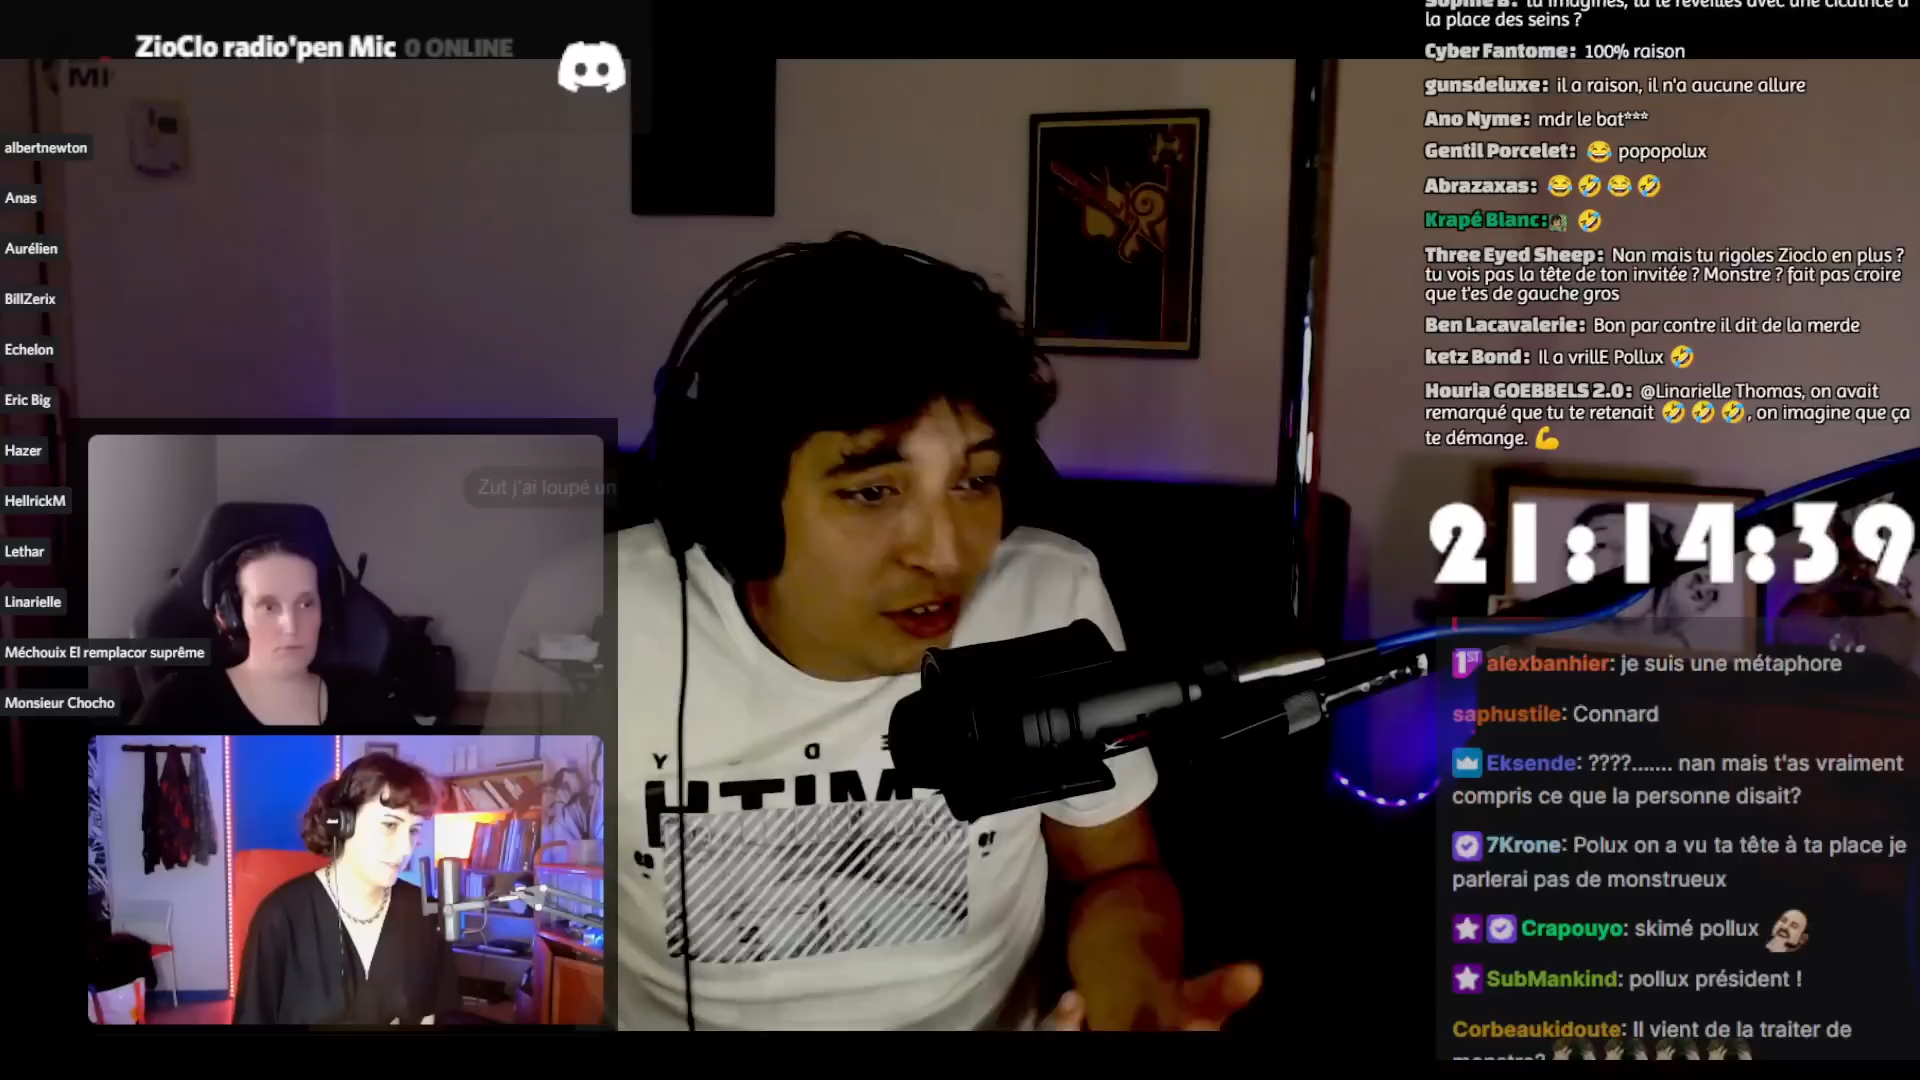 ZioClo radio'pen Mic 0 ONLINE
MI
albertnewton
Anas
Aurélien
BillZerix
Echelon
Eric Big
Hazer
HellrickM
Lethar
Linarielle
Méchouix El remplacor suprême
Monsieur Chocho
Zut j'ai loupé un
Y D E
HTIM
la place des seins ?
Cyber Fantome: 100% raison
gunsdeluxe: il a raison, il n'a aucune allure
Ano Nyme: mdr le bat***
Gentil Porcelet: 😂 popopolux
Abrazaxas: 😂 🤣 😂 🤣
Krapé Blanc: 🤣
Three Eyed Sheep: Nan mais tu rigoles Zioclo en plus ?
tu vois pas la tête de ton invitée ? Monstre ? fait pas croire
que t'es de gauche gros
Ben Lacavalerie: Bon par contre il dit de la merde
ketz Bond: Il a vrillE Pollux 🤣
Houria GOEBBELS 2.0: @Linarielle Thomas, on avait
remarqué que tu te retenait 🤣 🤣 🤣, on imagine que ça
te démange. 💪
21:14:39
1ST alexbanhier: je suis une métaphore
saphustile: Connard
Eksende: ????....... nan mais t'as vraiment
compris ce que la personne disait?
7Krone: Polux on a vu ta tête à ta place je
parlerai pas de monstrueux
Crapouyo: skimé pollux
SubMankind: pollux président !
Corbeaukidoute: Il vient de la traiter de